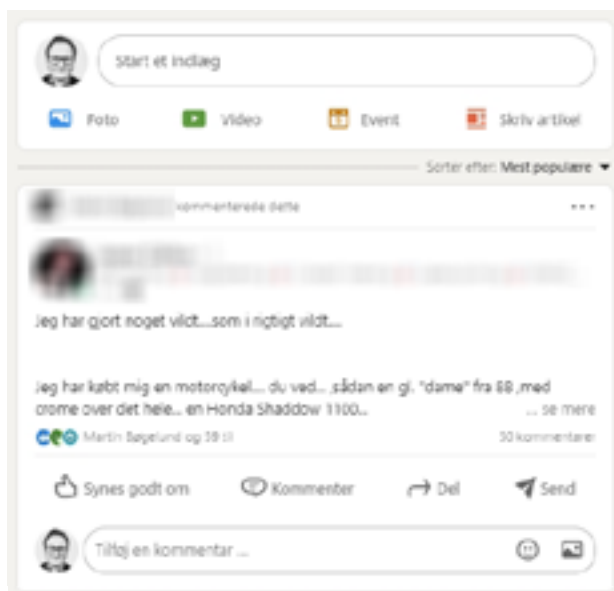 Start et indlæg
Foto Video Event Skriv artikel
Sorter efter: Mest populære
kommenterede dette
Jeg har gjort noget vildt....som i rigtigt vildt....
Jeg har købt mig en motorcykel.... du ved... ,sådan en gl. "dame" fra 88 ,med
crome over det hele... en Honda Shaddow 1100...
... se mere
Martin Bøgelund og 39 til 30 kommentarer
Synes godt om Kommenter Del Send
Tilføj en kommentar ...